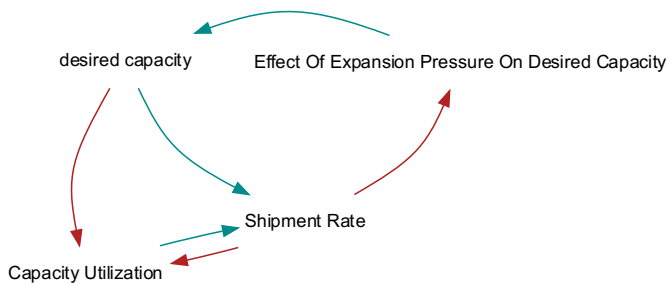 desired capacity
Effect Of Expansion Pressure On Desired Capacity
Shipment Rate
Capacity Utilization